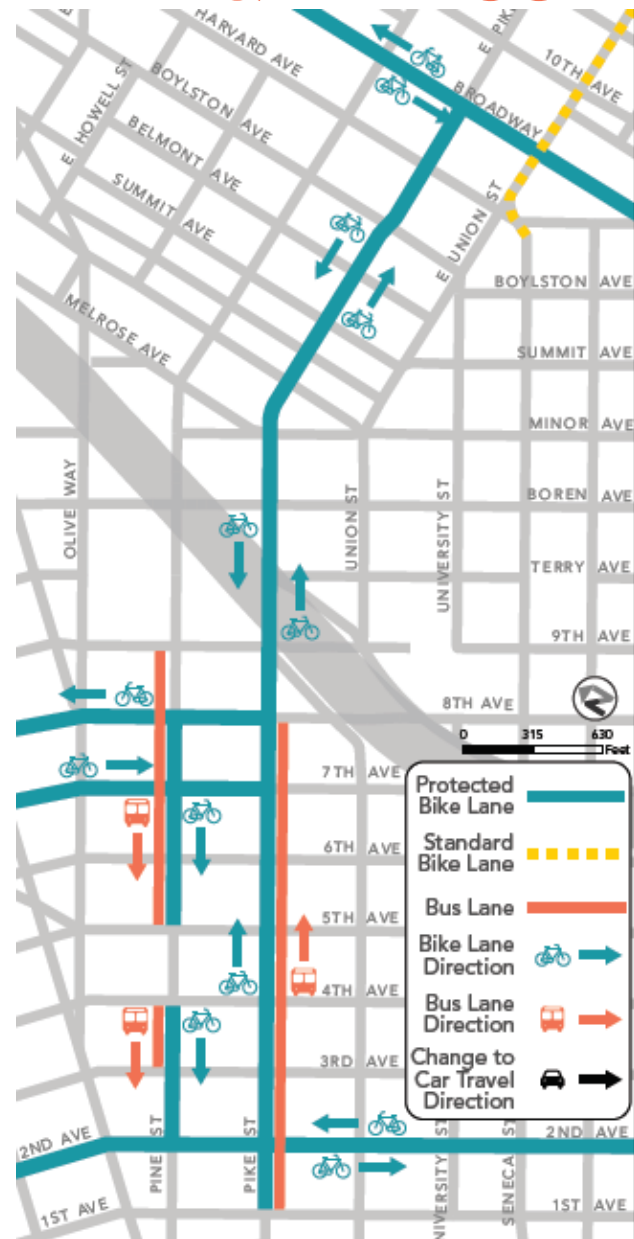 HARVARD AVE
E PIKE
10TH AVE
BROADWAY
BOYLSTON AVE
E HOWELL ST
BELMONT AVE
SUMMIT AVE
E UNION ST
BOYLSTON AVE
MELROSE AVE
SUMMIT AVE
MINOR AVE
OLIVE WAY
UNION ST
UNIVERSITY ST
BOREN AVE
TERRY AVE
9TH AVE
8TH AVE
0 315 630
Feet
7TH AVE
6TH AVE
5TH AVE
4TH AVE
3RD AVE
Protected
Bike Lane
Standard
Bike Lane
Bus Lane
Bike Lane
Direction
Bus Lane
Direction
Change to
Car Travel
Direction
2ND AVE
PINE ST
PIKE ST
NIVERSITY ST
SENECA ST
2ND AVE
1ST AVE
1ST AVE